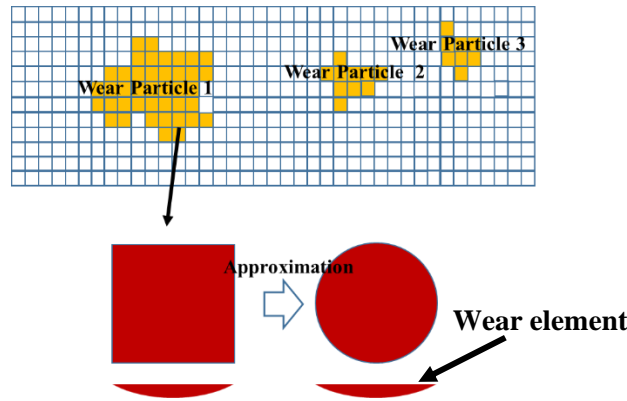 Wear Particle 3
Wear Particle 2
Wear Particle 1
Approximation
Wear element